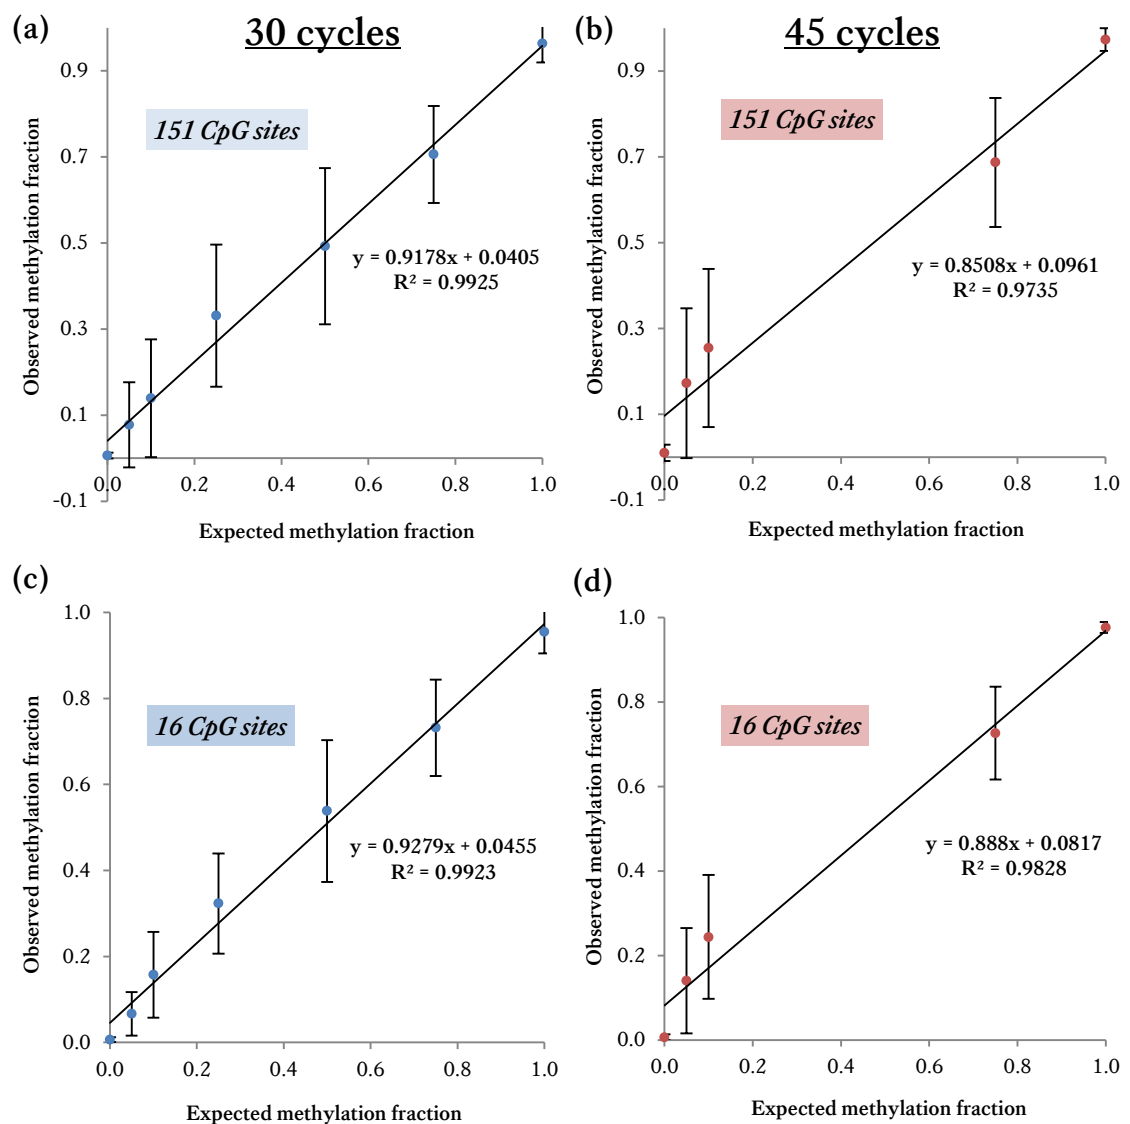 (a)
30 cycles
0.9
0.7
0.5
0.3
0.1
-0.1
Observed methylation fraction
151 CpG sites
y = 0.9178x + 0.0405
R² = 0.9925
0.0 0.2 0.4 0.6 0.8 1.0
Expected methylation fraction
(b)
45 cycles
0.9
0.7
0.5
0.3
0.1
-0.1
Observed methylation fraction
151 CpG sites
y = 0.8508x + 0.0961
R² = 0.9735
0.0 0.2 0.4 0.6 0.8 1.0
Expected methylation fraction
(c)
1.0
0.8
0.6
0.4
0.2
0.0
Observed methylation fraction
16 CpG sites
y = 0.9279x + 0.0455
R² = 0.9923
0.0 0.2 0.4 0.6 0.8 1.0
Expected methylation fraction
(d)
1.0
0.8
0.6
0.4
0.2
0.0
Observed methylation fraction
16 CpG sites
y = 0.888x + 0.0817
R² = 0.9828
0.0 0.2 0.4 0.6 0.8 1.0
Expected methylation fraction